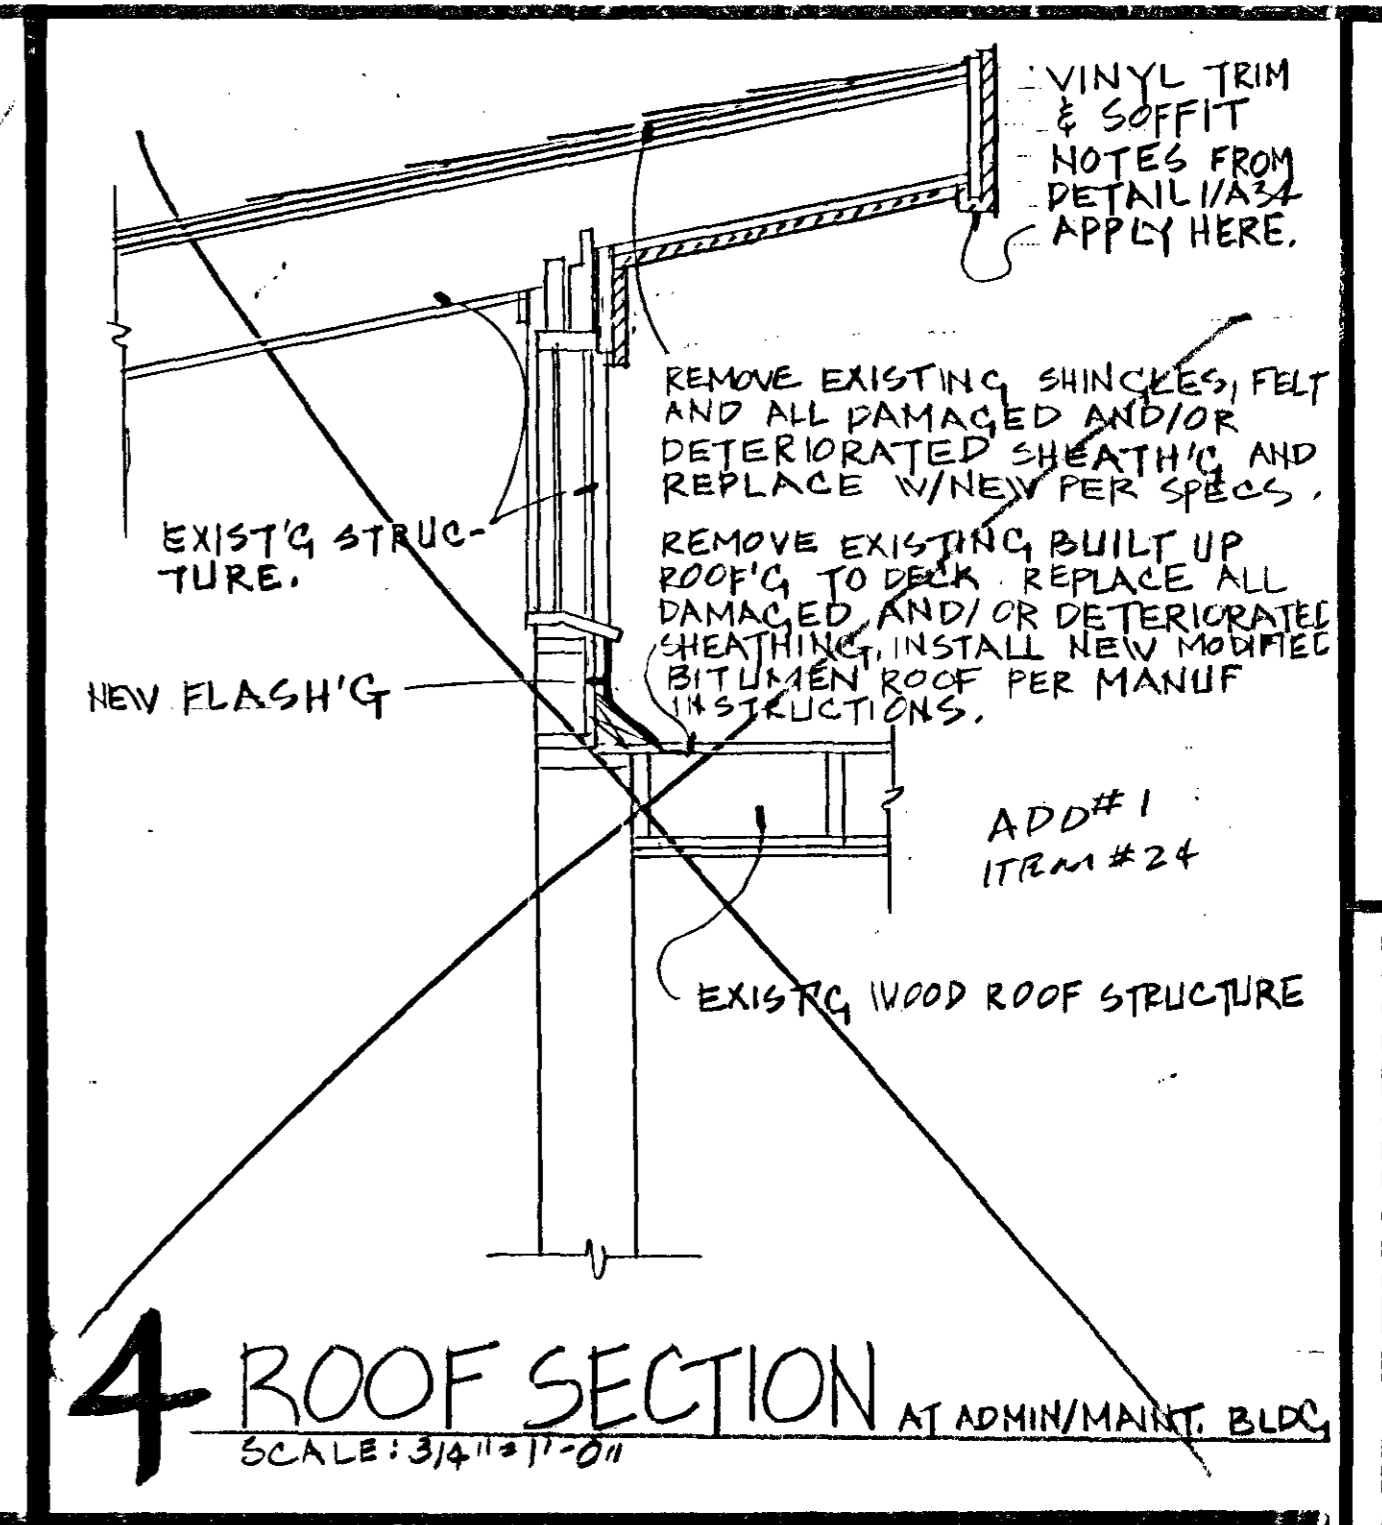 VINYL TRIM
& SOFFIT
NOTES FROM
DETAIL 1/A34
APPLY HERE.
REMOVE EXISTING SHINGLES, FELT
AND ALL DAMAGED AND/OR
DETERIORATED SHEATH'G AND
REPLACE W/NEW PER SPECS.
EXIST'G STRUC-
TURE.
REMOVE EXISTING BUILT UP
ROOF'G TO DECK. REPLACE ALL
DAMAGED AND/OR DETERIORATED
SHEATHING, INSTALL NEW MODIFIED
BITUMEN ROOF PER MANUF
INSTRUCTIONS.
NEW FLASH'G
ADD #1
ITEM #24
EXIST'G WOOD ROOF STRUCTURE
4 ROOF SECTION AT ADMIN/MAINT. BLDG
SCALE: 3/4"=1'-0"